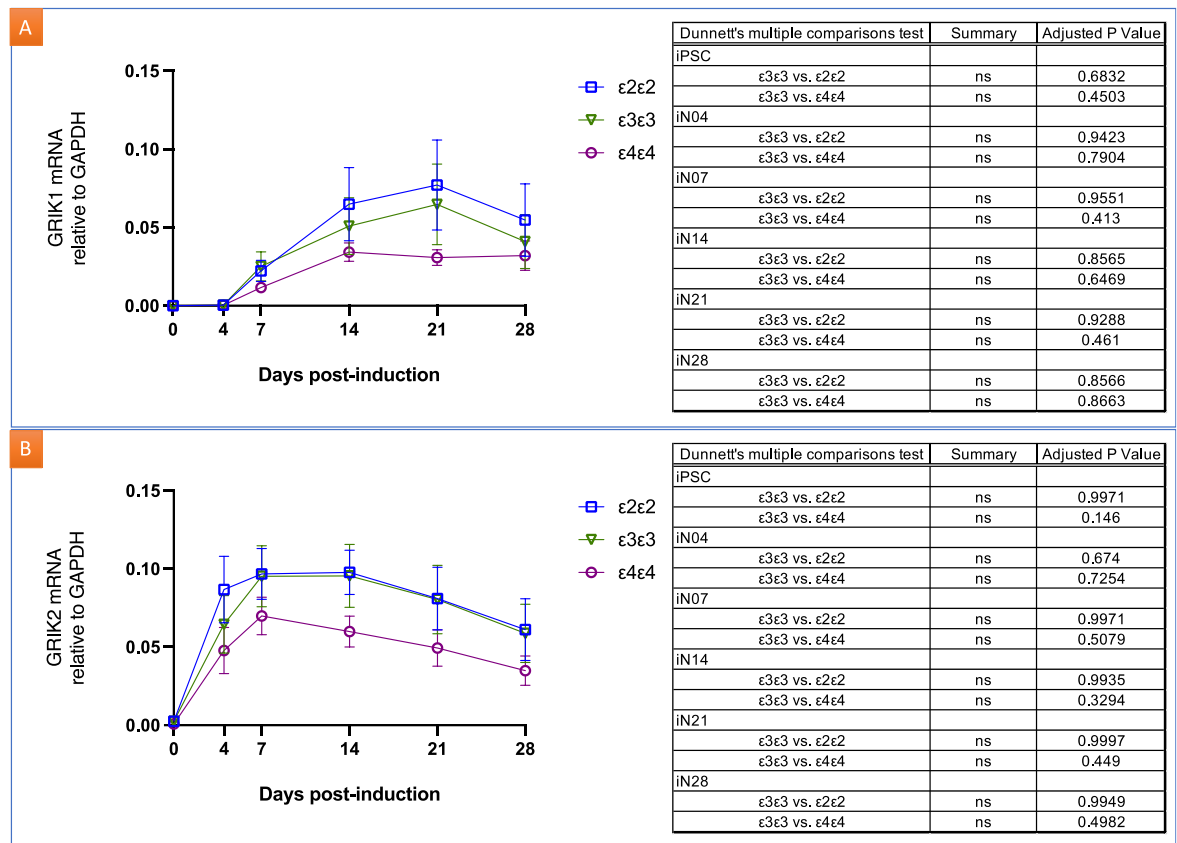 A
GRIK1 mRNA
relative to GAPDH
0.15
0.10
0.05
0.00
0 4 7 14 21 28
Days post-induction
ε2ε2
ε3ε3
ε4ε4
Dunnett's multiple comparisons test Summary Adjusted P Value
iPSC
ε3ε3 vs. ε2ε2 ns 0.6832
ε3ε3 vs. ε4ε4 ns 0.4503
iN04
ε3ε3 vs. ε2ε2 ns 0.9423
ε3ε3 vs. ε4ε4 ns 0.7904
iN07
ε3ε3 vs. ε2ε2 ns 0.9551
ε3ε3 vs. ε4ε4 ns 0.413
iN14
ε3ε3 vs. ε2ε2 ns 0.8565
ε3ε3 vs. ε4ε4 ns 0.6469
iN21
ε3ε3 vs. ε2ε2 ns 0.9288
ε3ε3 vs. ε4ε4 ns 0.461
iN28
ε3ε3 vs. ε2ε2 ns 0.8566
ε3ε3 vs. ε4ε4 ns 0.8663
B
GRIK2 mRNA
relative to GAPDH
0.15
0.10
0.05
0.00
0 4 7 14 21 28
Days post-induction
ε2ε2
ε3ε3
ε4ε4
Dunnett's multiple comparisons test Summary Adjusted P Value
iPSC
ε3ε3 vs. ε2ε2 ns 0.9971
ε3ε3 vs. ε4ε4 ns 0.146
iN04
ε3ε3 vs. ε2ε2 ns 0.674
ε3ε3 vs. ε4ε4 ns 0.7254
iN07
ε3ε3 vs. ε2ε2 ns 0.9971
ε3ε3 vs. ε4ε4 ns 0.5079
iN14
ε3ε3 vs. ε2ε2 ns 0.9935
ε3ε3 vs. ε4ε4 ns 0.3294
iN21
ε3ε3 vs. ε2ε2 ns 0.9997
ε3ε3 vs. ε4ε4 ns 0.449
iN28
ε3ε3 vs. ε2ε2 ns 0.9949
ε3ε3 vs. ε4ε4 ns 0.4982